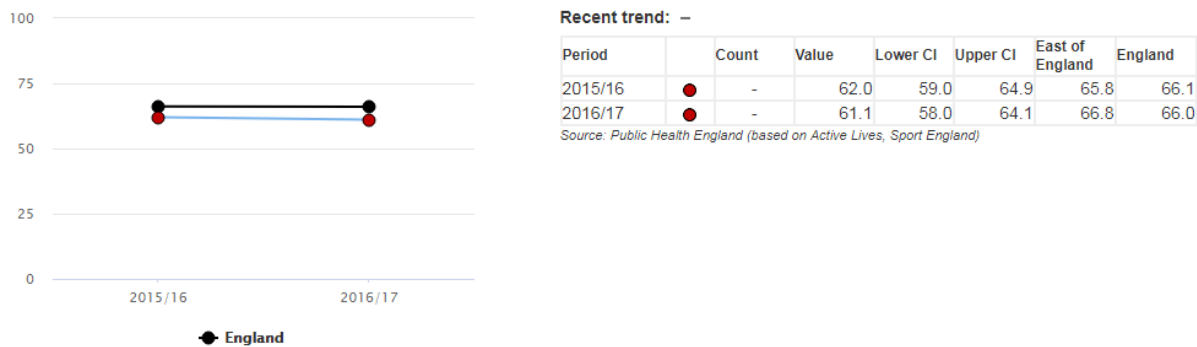 100
75
50
25
0
2015/16 2016/17
England
Recent trend: –
Period Count Value Lower CI Upper CI East of England England
2015/16 - 62.0 59.0 64.9 65.8 66.1
2016/17 - 61.1 58.0 64.1 66.8 66.0
Source: Public Health England (based on Active Lives, Sport England)